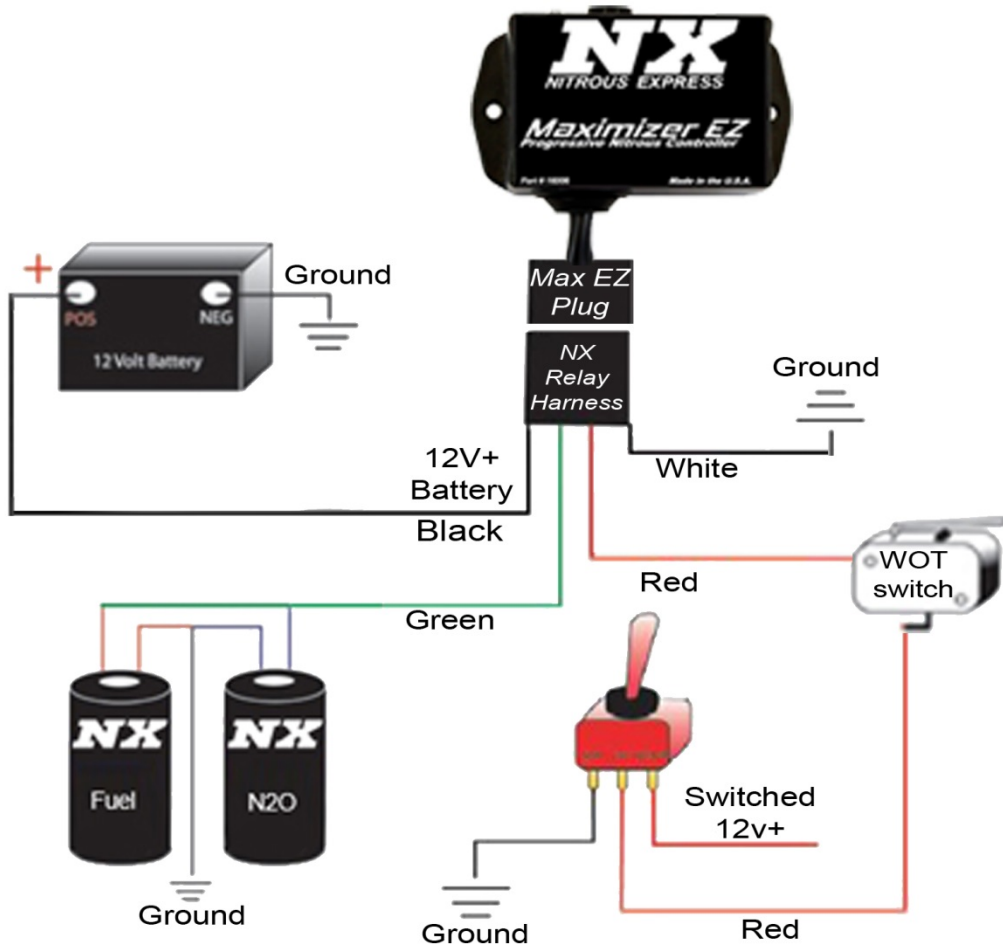 NX
NITROUS EXPRESS
Maximizer EZ
Progressive Nitrous Controller
Made in the U.S.A.
Max EZ
Plug
NX
Relay
Harness
+
Ground
POS
NEG
12 Volt Battery
Ground
White
12V+
Battery
Black
WOT
switch
Red
Green
NX
Fuel
NX
N2O
Switched
12v+
Ground
Ground
Red